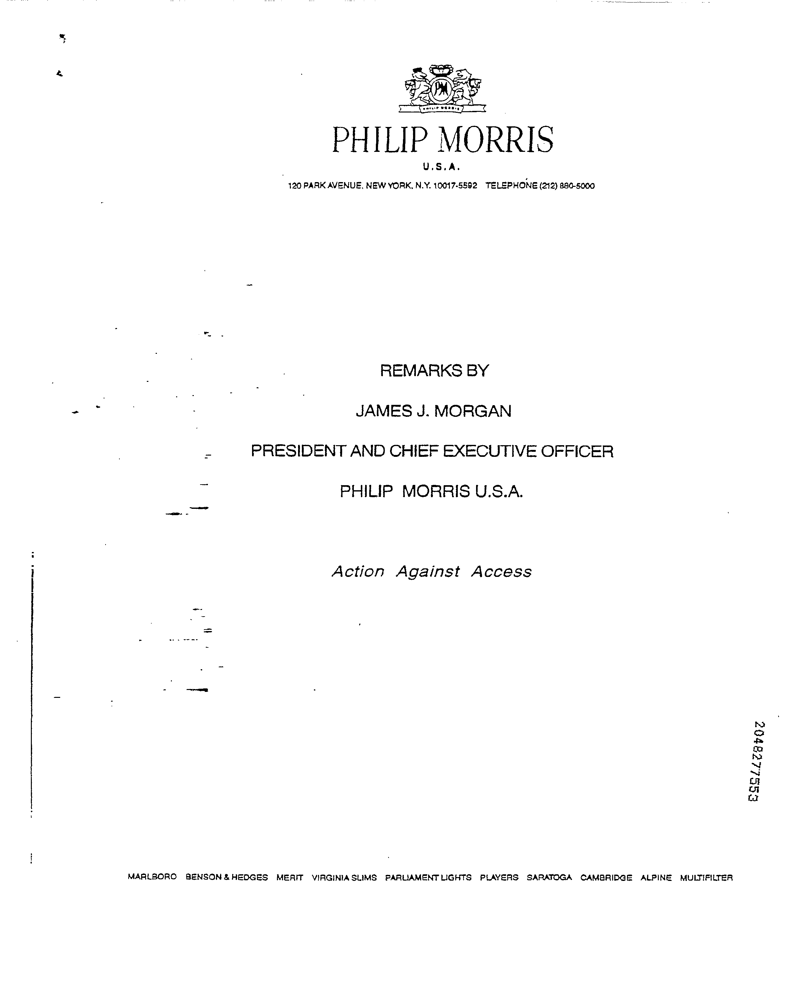 PM
PHILIP MORRIS
PHILIP MORRIS
U.S.A.
120 PARK AVENUE, NEW YORK, N.Y. 10017-5592 TELEPHONE (212) 880-5000
REMARKS BY
JAMES J. MORGAN
PRESIDENT AND CHIEF EXECUTIVE OFFICER
PHILIP MORRIS U.S.A.
Action Against Access
2048277553
MARLBORO BENSON & HEDGES MERIT VIRGINIA SLIMS PARLIAMENT LIGHTS PLAYERS SARATOGA CAMBRIDGE ALPINE MULTIFILTER